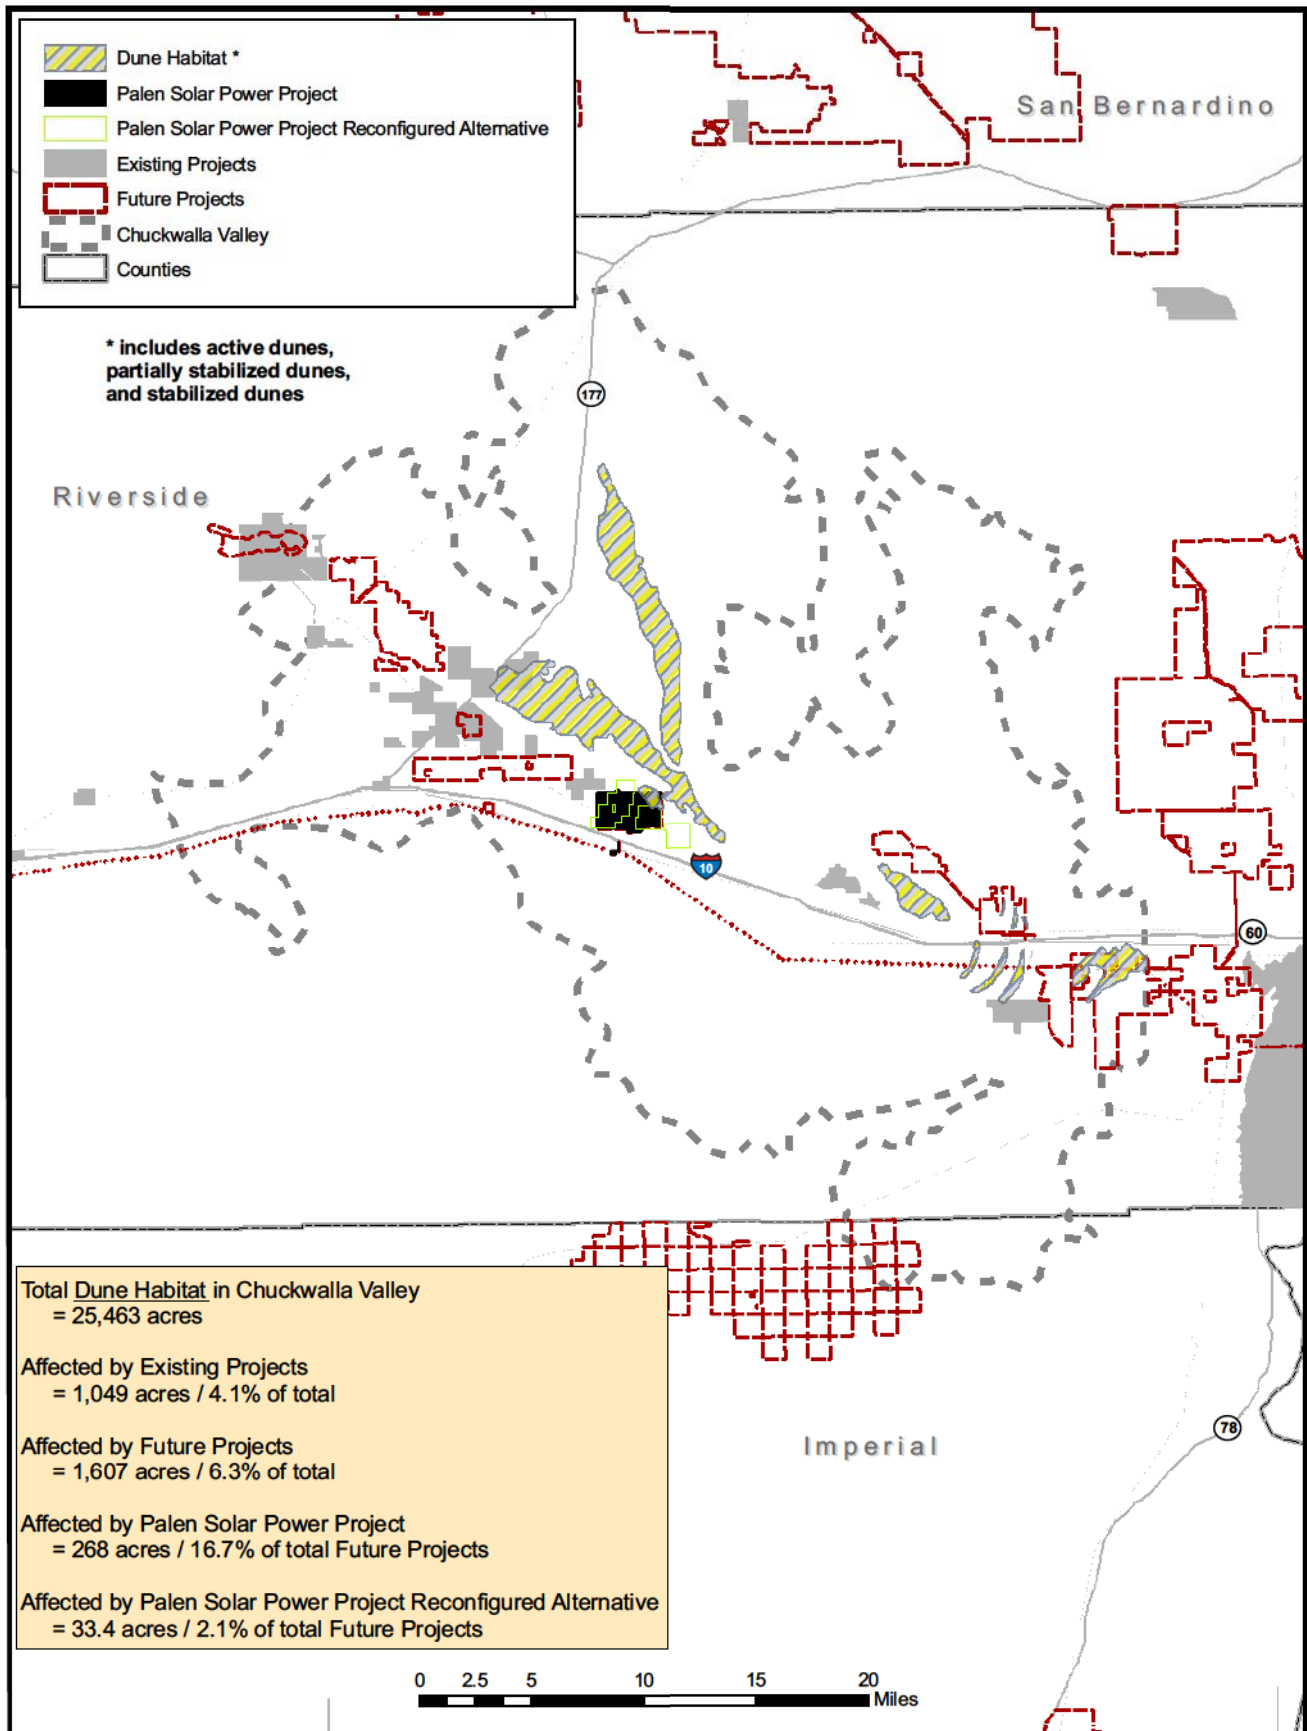 Dune Habitat *
Palen Solar Power Project
Palen Solar Power Project Reconfigured Alternative
Existing Projects
Future Projects
Chuckwalla Valley
Counties
* includes active dunes,
partially stabilized dunes,
and stabilized dunes
San Bernardino
177
Riverside
10
60
Total Dune Habitat in Chuckwalla Valley
= 25,463 acres
Affected by Existing Projects
= 1,049 acres / 4.1% of total
Affected by Future Projects
= 1,607 acres / 6.3% of total
Affected by Palen Solar Power Project
= 268 acres / 16.7% of total Future Projects
Affected by Palen Solar Power Project Reconfigured Alternative
= 33.4 acres / 2.1% of total Future Projects
Imperial
78
0 2.5 5 10 15 20
Miles